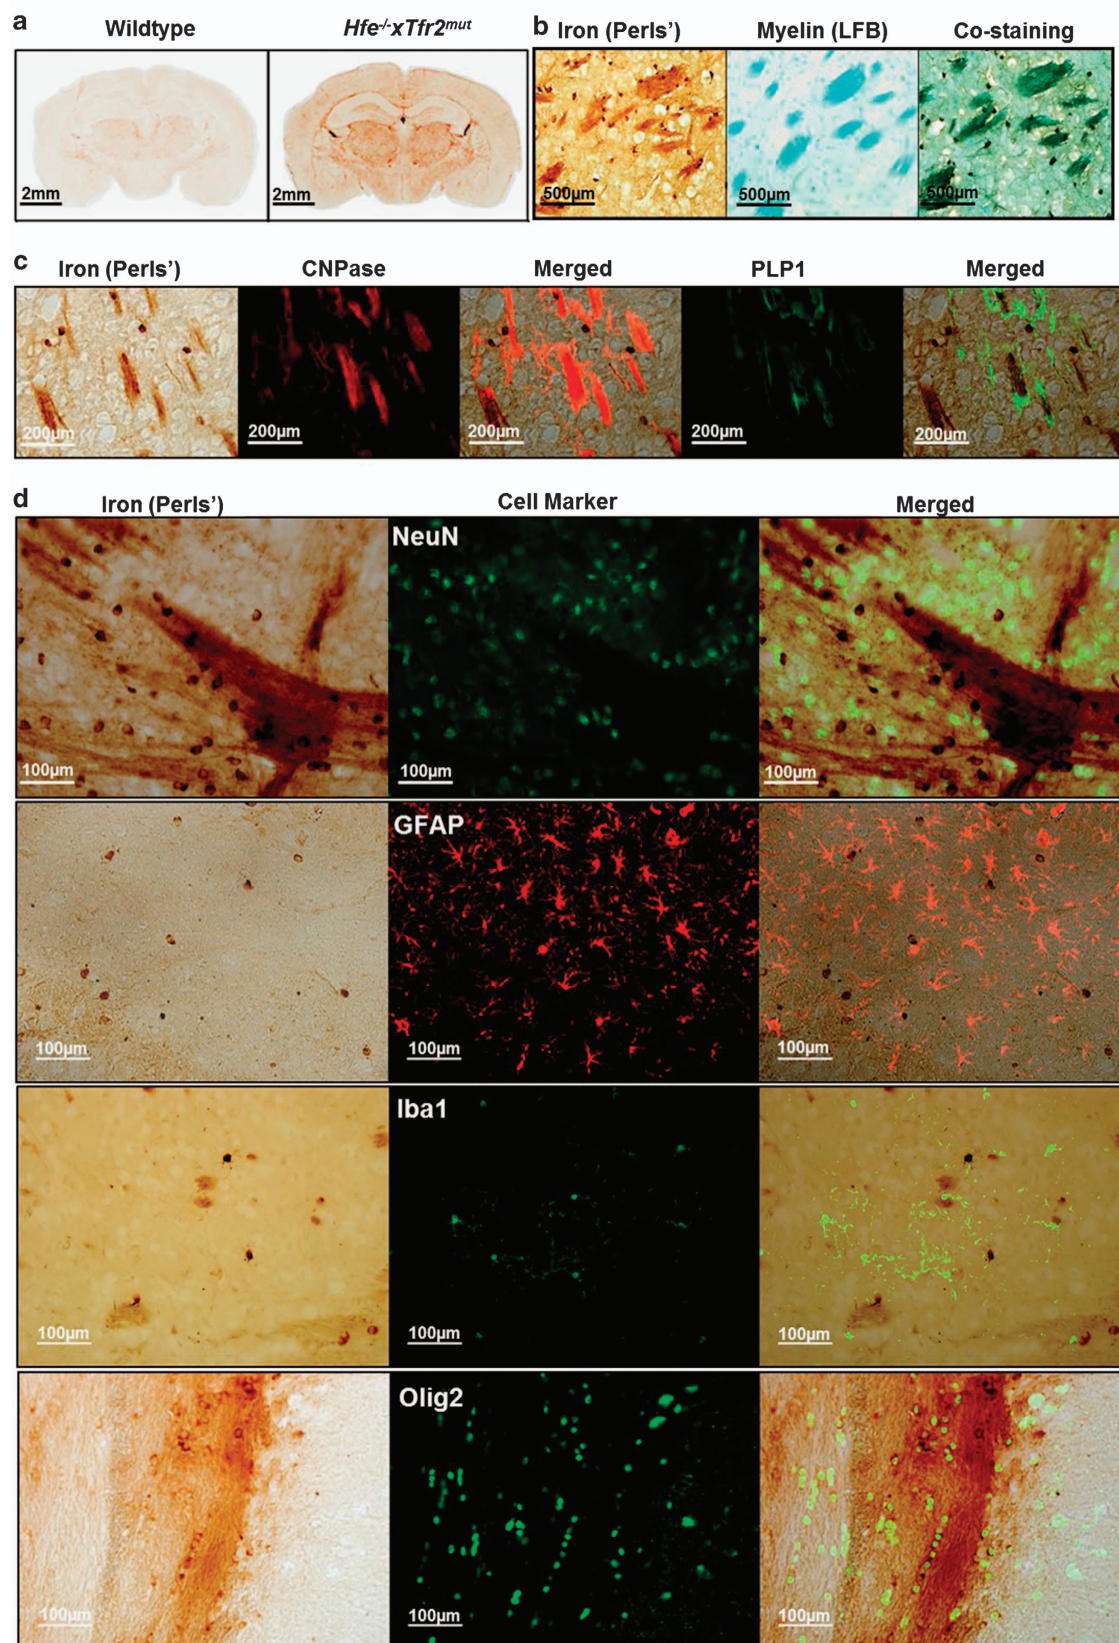 a
Wildtype
Hfe-/-xTfr2mut
2mm
2mm
b
Iron (Perls’)
Myelin (LFB)
Co-staining
500µm
500µm
500µm
c
Iron (Perls’)
CNPase
Merged
PLP1
Merged
200µm
200µm
200µm
200µm
200µm
d
Iron (Perls’)
Cell Marker
Merged
NeuN
100µm
100µm
100µm
GFAP
100µm
100µm
100µm
Iba1
100µm
100µm
100µm
Olig2
100µm
100µm
100µm